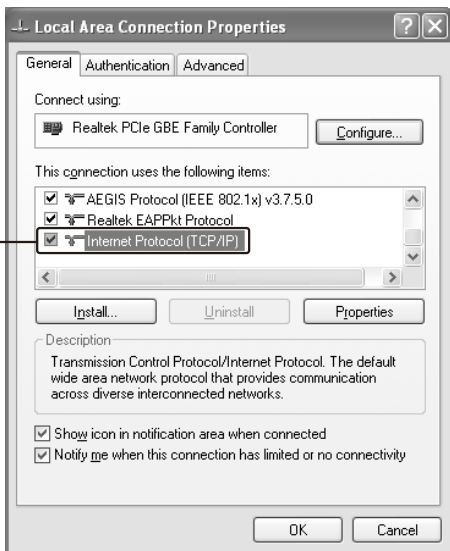 Local Area Connection Properties
General Authentication Advanced
Connect using:
Realtek PCIe GBE Family Controller Configure...
This connection uses the following items:
AEGIS Protocol (IEEE 802.1x) v3.7.5.0
Realtek EAPPkt Protocol
Internet Protocol (TCP/IP)
Install... Uninstall Properties
Description
Transmission Control Protocol/Internet Protocol. The default
wide area network protocol that provides communication
across diverse interconnected networks.
Show icon in notification area when connected
Notify me when this connection has limited or no connectivity
OK Cancel